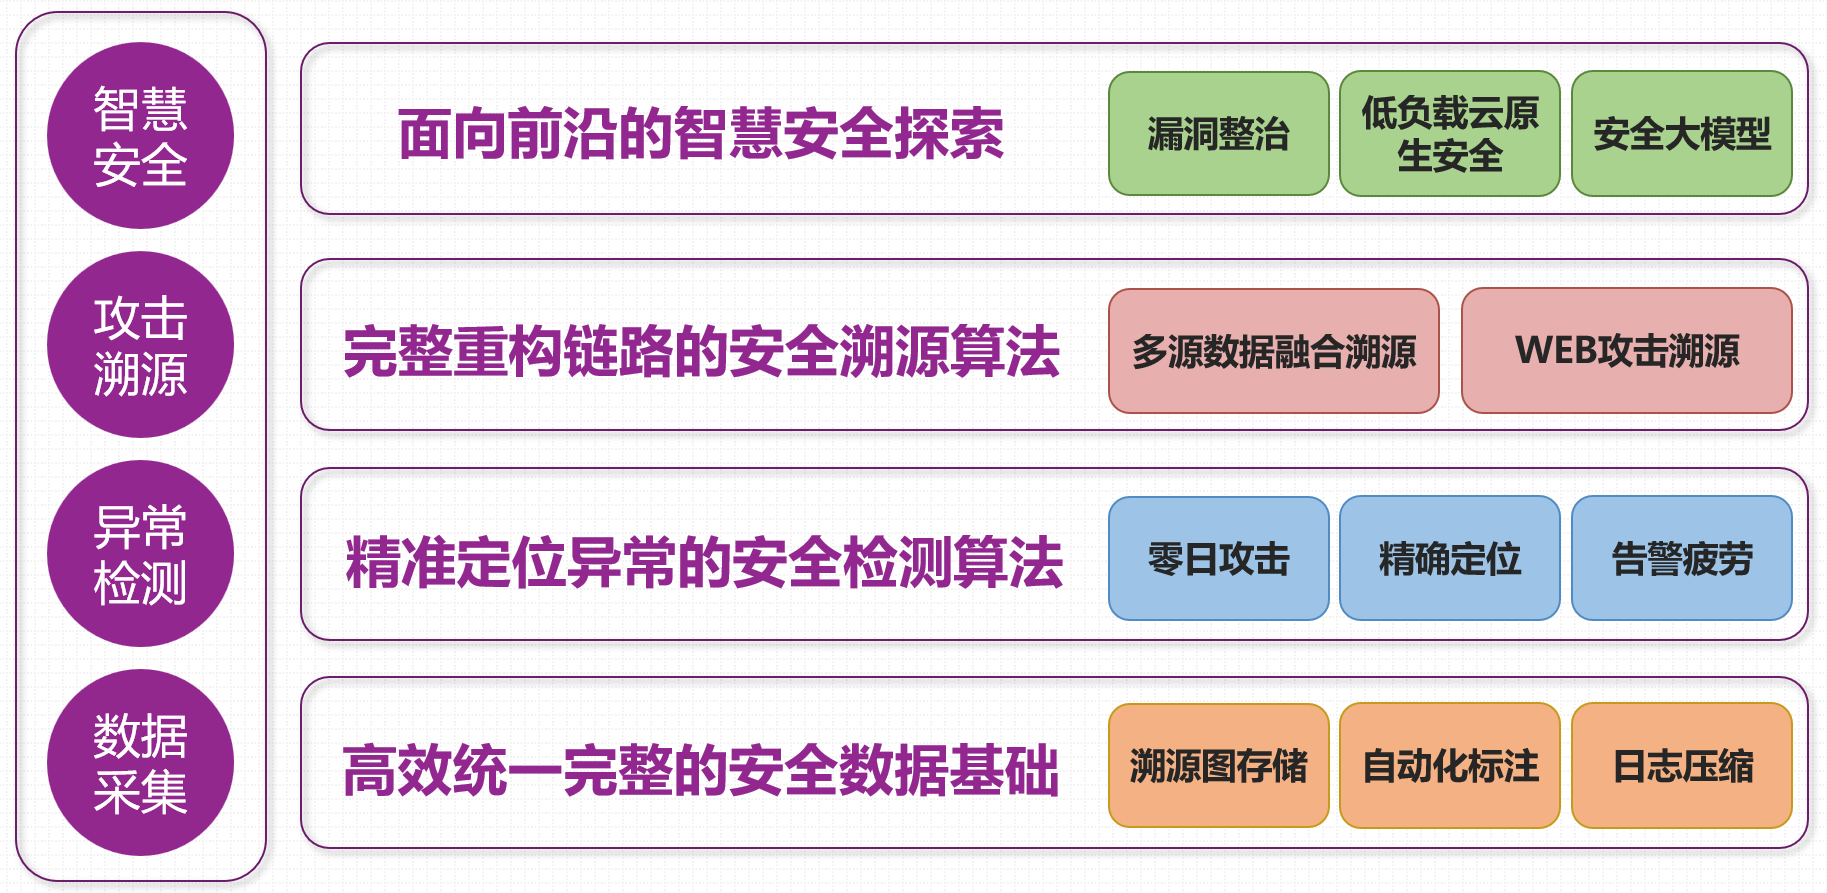 智慧
安全
面向前沿的智慧安全探索
漏洞整治
低负载云原
生安全
安全大模型
攻击
溯源
完整重构链路的安全溯源算法
多源数据融合溯源
WEB攻击溯源
异常
检测
精准定位异常的安全检测算法
零日攻击
精确定位
告警疲劳
数据
采集
高效统一完整的安全数据基础
溯源图存储
自动化标注
日志压缩